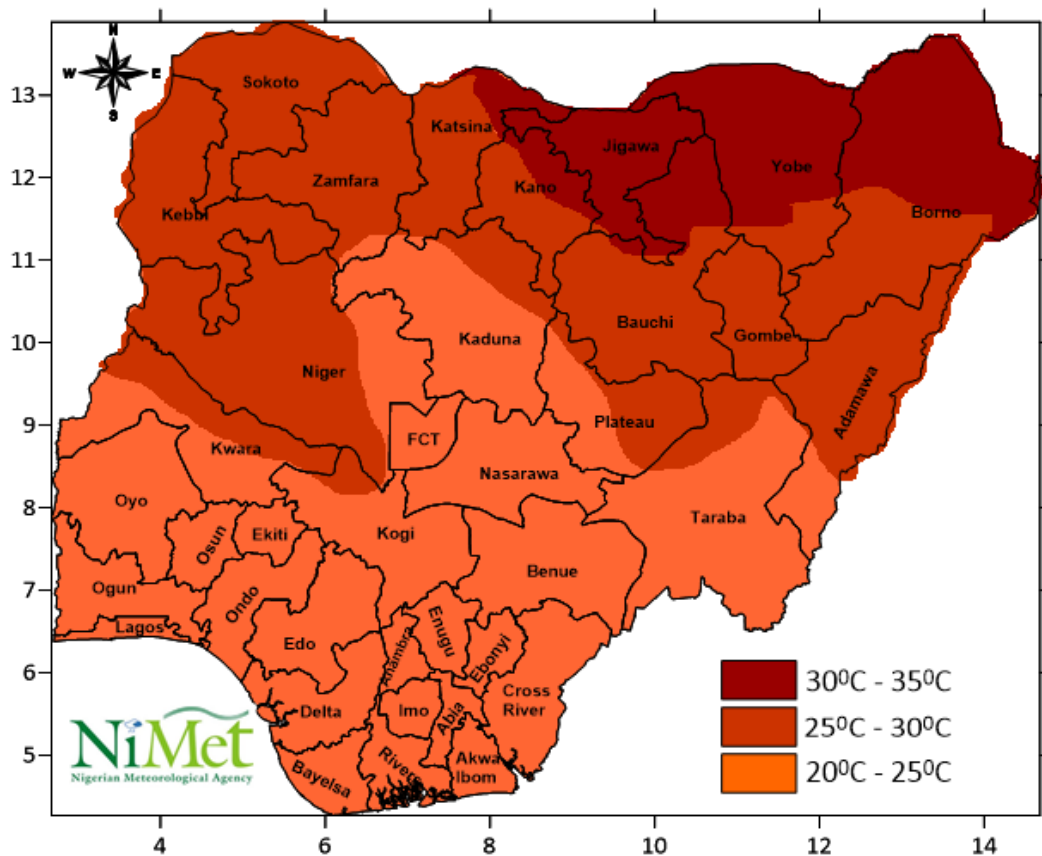 N
W E
S
13
12
11
10
9
8
7
6
5
4 6 8 10 12 14
Sokoto
Katsina
Jigawa
Yobe
Zamfara
Kano
Kebbi
Borno
Bauchi
Gombe
Kaduna
Niger
Adamawa
Plateau
FCT
Kwara
Nasarawa
Oyo
Taraba
Kogi
Osun
Ekiti
Benue
Ogun
Ondo
Lagos
Edo
Anambra
Enugu
Ebonyi
Cross
River
Delta
Imo
Abia
Rivers
Akwa
Ibom
Bayelsa
30⁰C - 35⁰C
25⁰C - 30⁰C
20⁰C - 25⁰C
NiMet
Nigerian Meteorological Agency